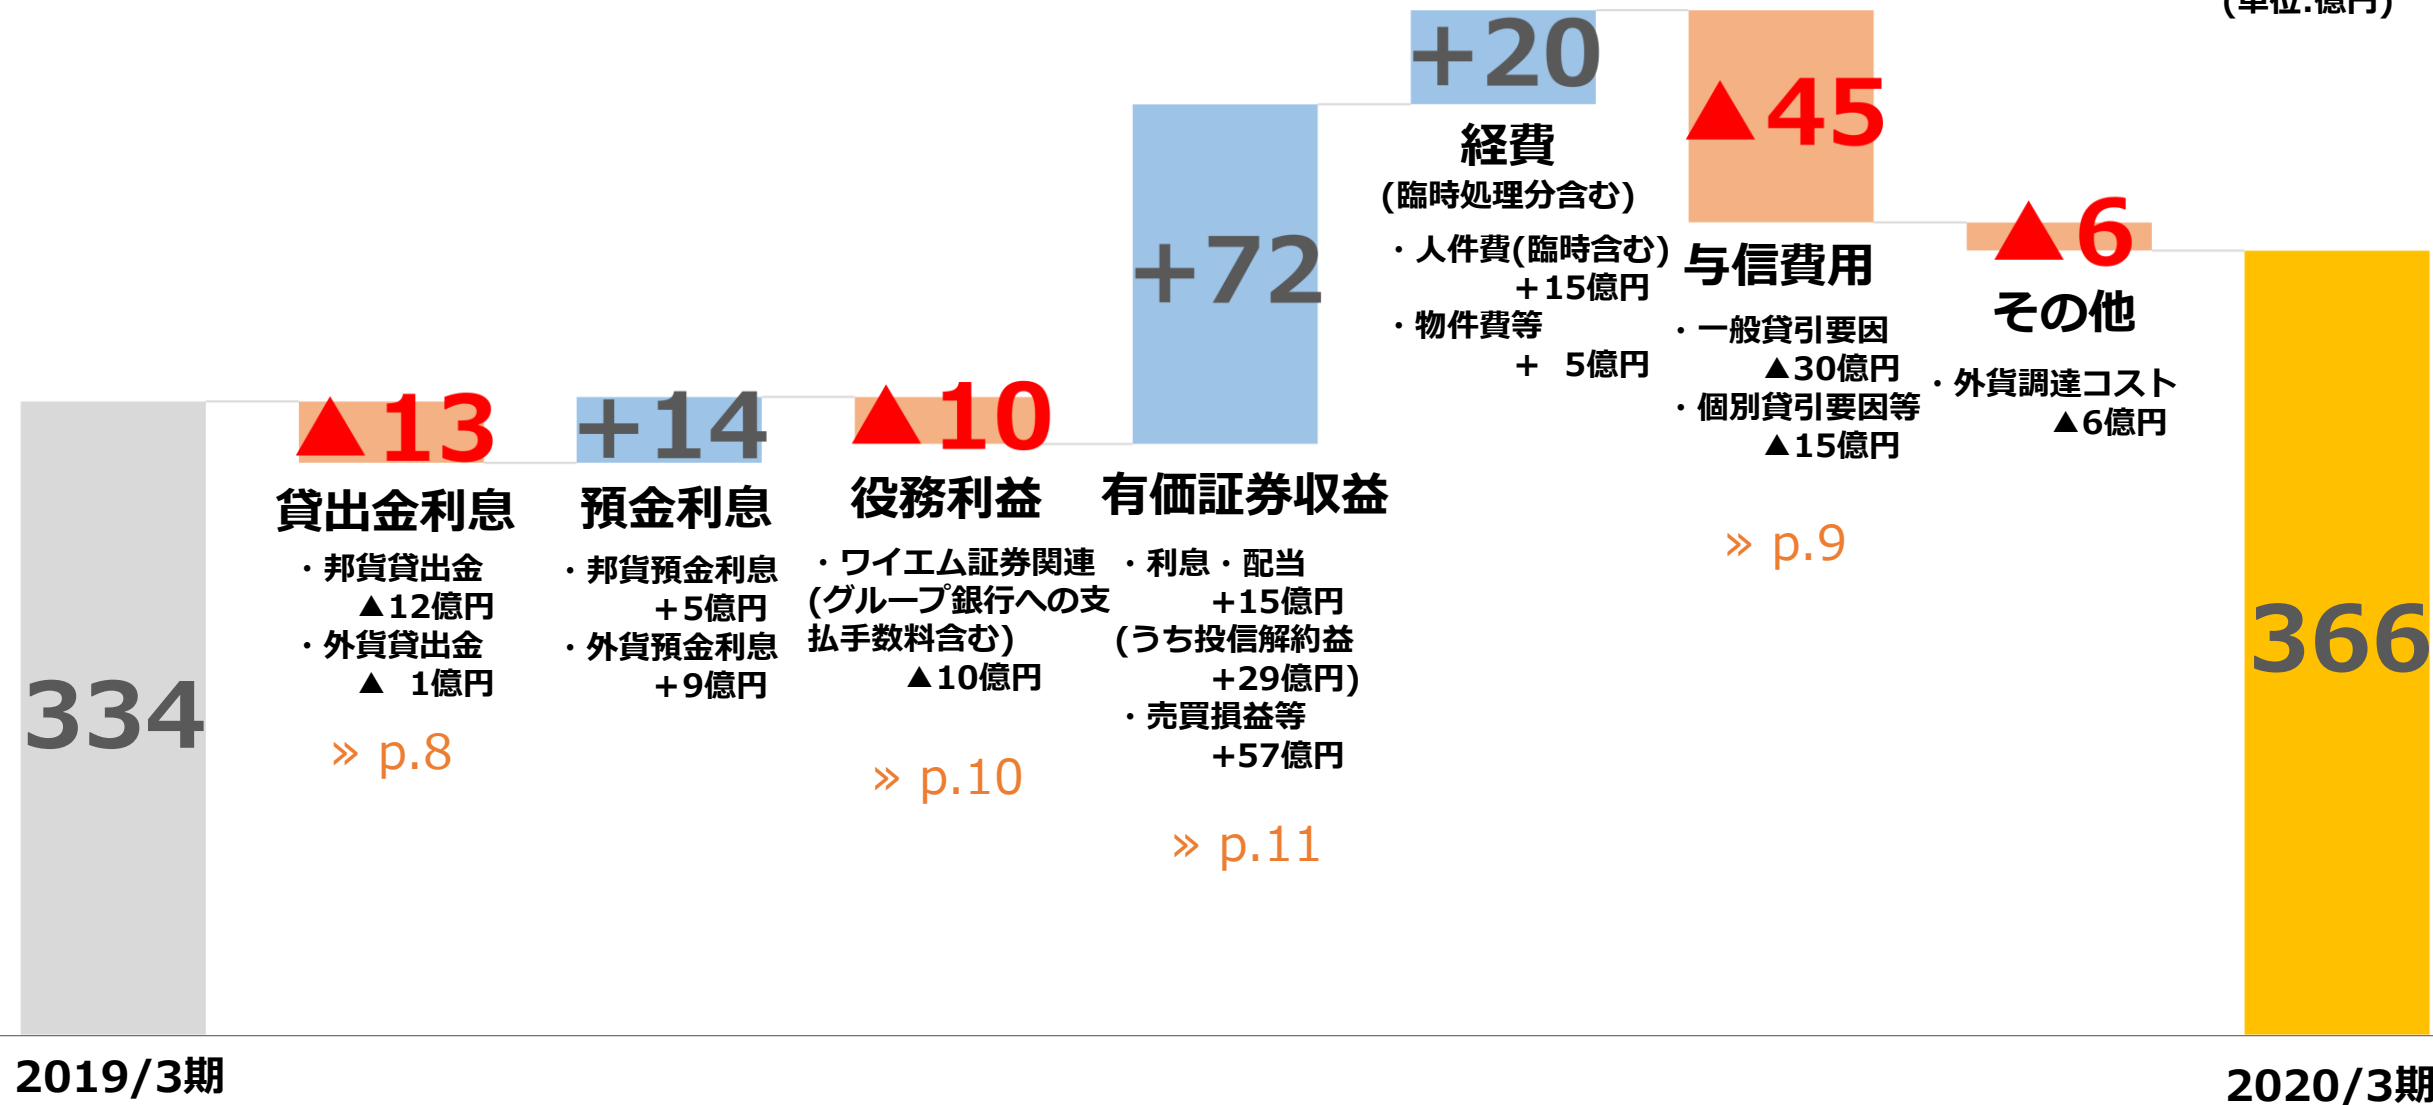 (単位:億円)
334
▲13
貸出金利息
・邦貨貸出金
▲12億円
・外貨貸出金
▲ 1億円
» p.8
+14
預金利息
・邦貨預金利息
+5億円
・外貨預金利息
+9億円
▲10
役務利益
・ワイエム証券関連
(グループ銀行への支
払手数料含む)
▲10億円
» p.10
+72
有価証券収益
・利息・配当
+15億円
(うち投信解約益
+29億円)
・売買損益等
+57億円
» p.11
+20
経費
(臨時処理分含む)
・人件費(臨時含む)
+15億円
・物件費等
+ 5億円
▲45
与信費用
・一般貸引要因
▲30億円
・個別貸引要因等
▲15億円
» p.9
▲6
その他
・外貨調達コスト
▲6億円
366
2019/3期
2020/3期